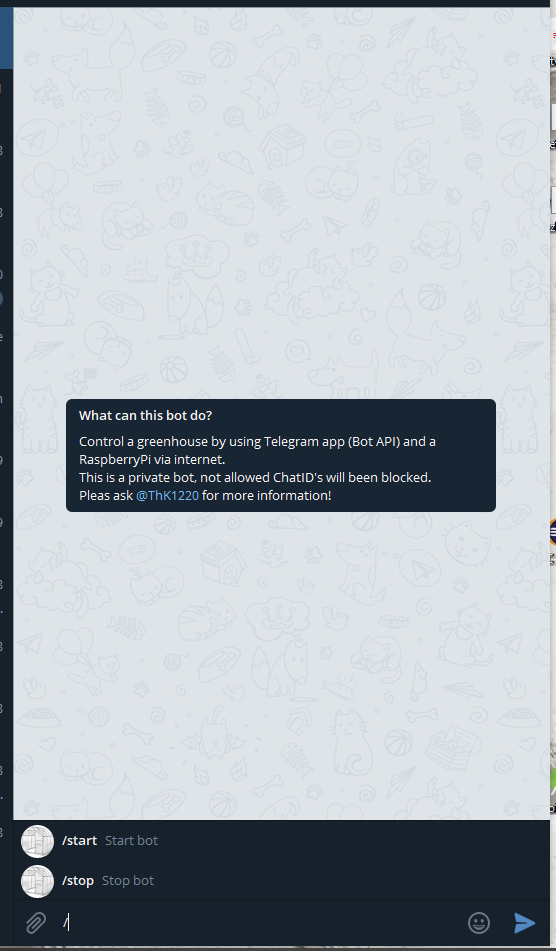 What can this bot do?
Control a greenhouse by using Telegram app (Bot API) and a
RaspberryPi via internet.
This is a private bot, not allowed ChatID's will been blocked.
Pleas ask @ThK1220 for more information!
/start Start bot
/stop Stop bot
/